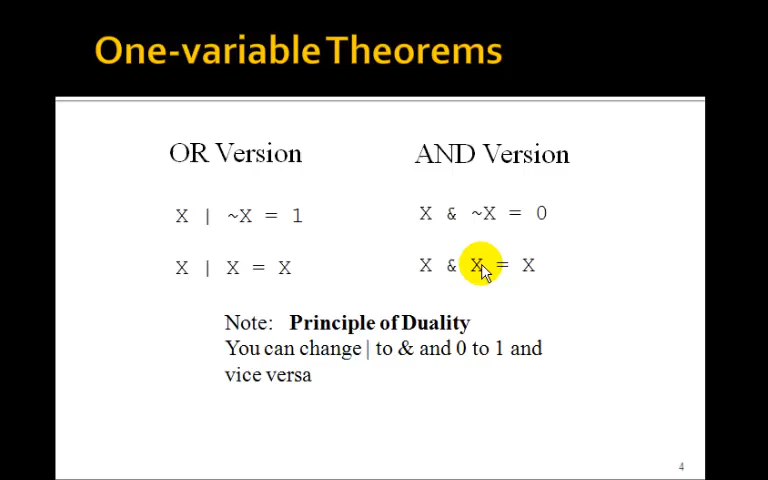 One-variable Theorems
OR Version
AND Version
X | ~X = 1
X & ~X = 0
X | X = X
X & X = X
Note: Principle of Duality
You can change | to & and 0 to 1 and
vice versa
4